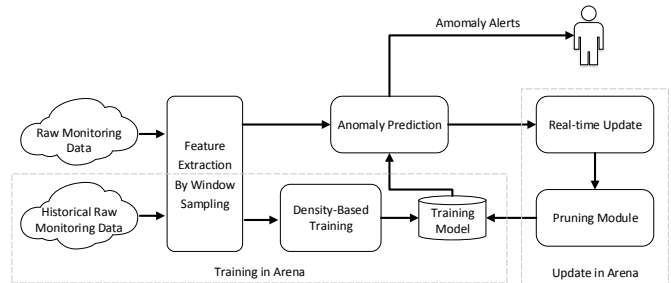 Amomaly Alerts
Raw Monitoring
Data
Feature
Extraction
By Window
Sampling
Anomaly Prediction
Real-time Update
Historical Raw
Monitoring Data
Density-Based
Training
Training
Model
Pruning Module
Training in Arena
Update in Arena